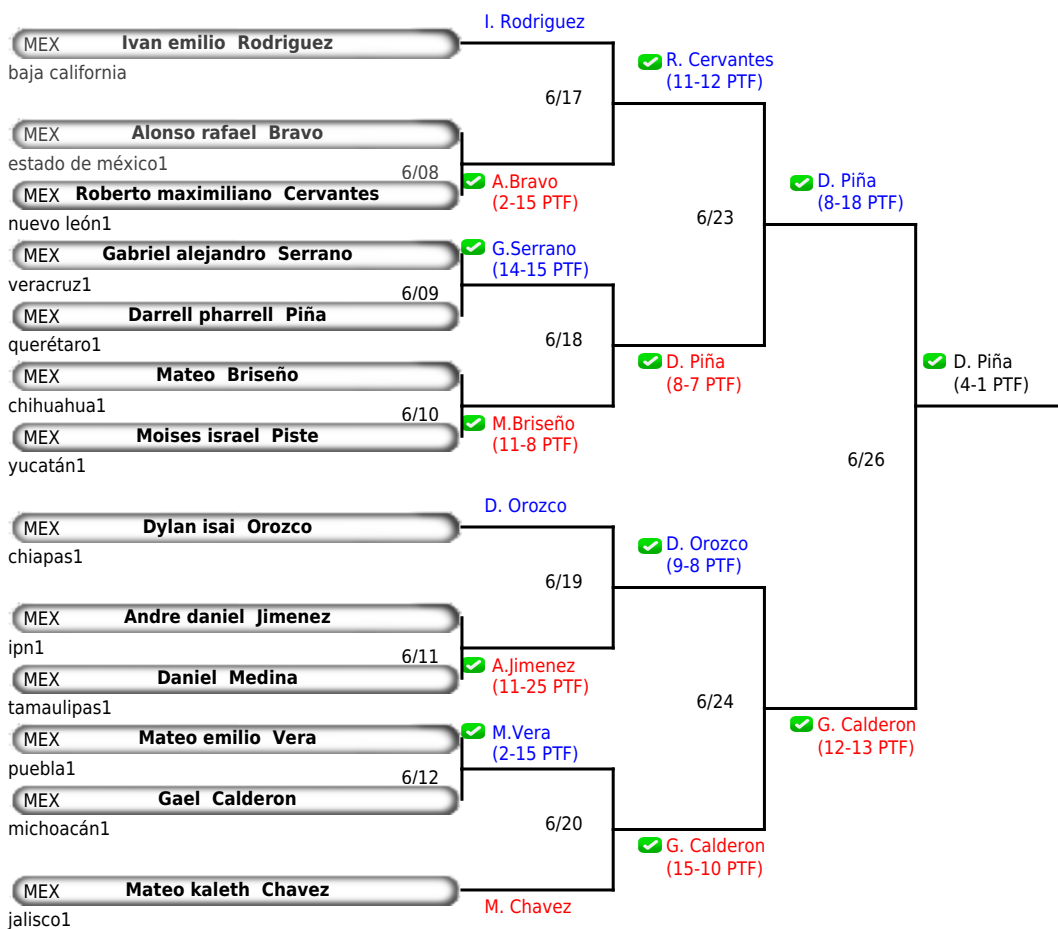 I. Rodriguez
MEX Ivan emilio Rodriguez
baja california
R. Cervantes
(11-12 PTF)
6/17
MEX Alonso rafael Bravo
estado de méxico1
6/08
A.Bravo
(2-15 PTF)
MEX Roberto maximiliano Cervantes
nuevo león1
D. Piña
(8-18 PTF)
6/23
MEX Gabriel alejandro Serrano
veracruz1
G.Serrano
(14-15 PTF)
6/09
MEX Darrell pharrell Piña
querétaro1
6/18
D. Piña
(8-7 PTF)
D. Piña
(4-1 PTF)
MEX Mateo Briseño
chihuahua1
6/10
M.Briseño
(11-8 PTF)
MEX Moises israel Piste
yucatán1
6/26
D. Orozco
MEX Dylan isai Orozco
chiapas1
D. Orozco
(9-8 PTF)
6/19
MEX Andre daniel Jimenez
ipn1
6/11
A.Jimenez
(11-25 PTF)
MEX Daniel Medina
tamaulipas1
6/24
G. Calderon
(12-13 PTF)
MEX Mateo emilio Vera
puebla1
M.Vera
(2-15 PTF)
6/12
MEX Gael Calderon
michoacán1
6/20
G. Calderon
(15-10 PTF)
MEX Mateo kaleth Chavez
jalisco1
M. Chavez